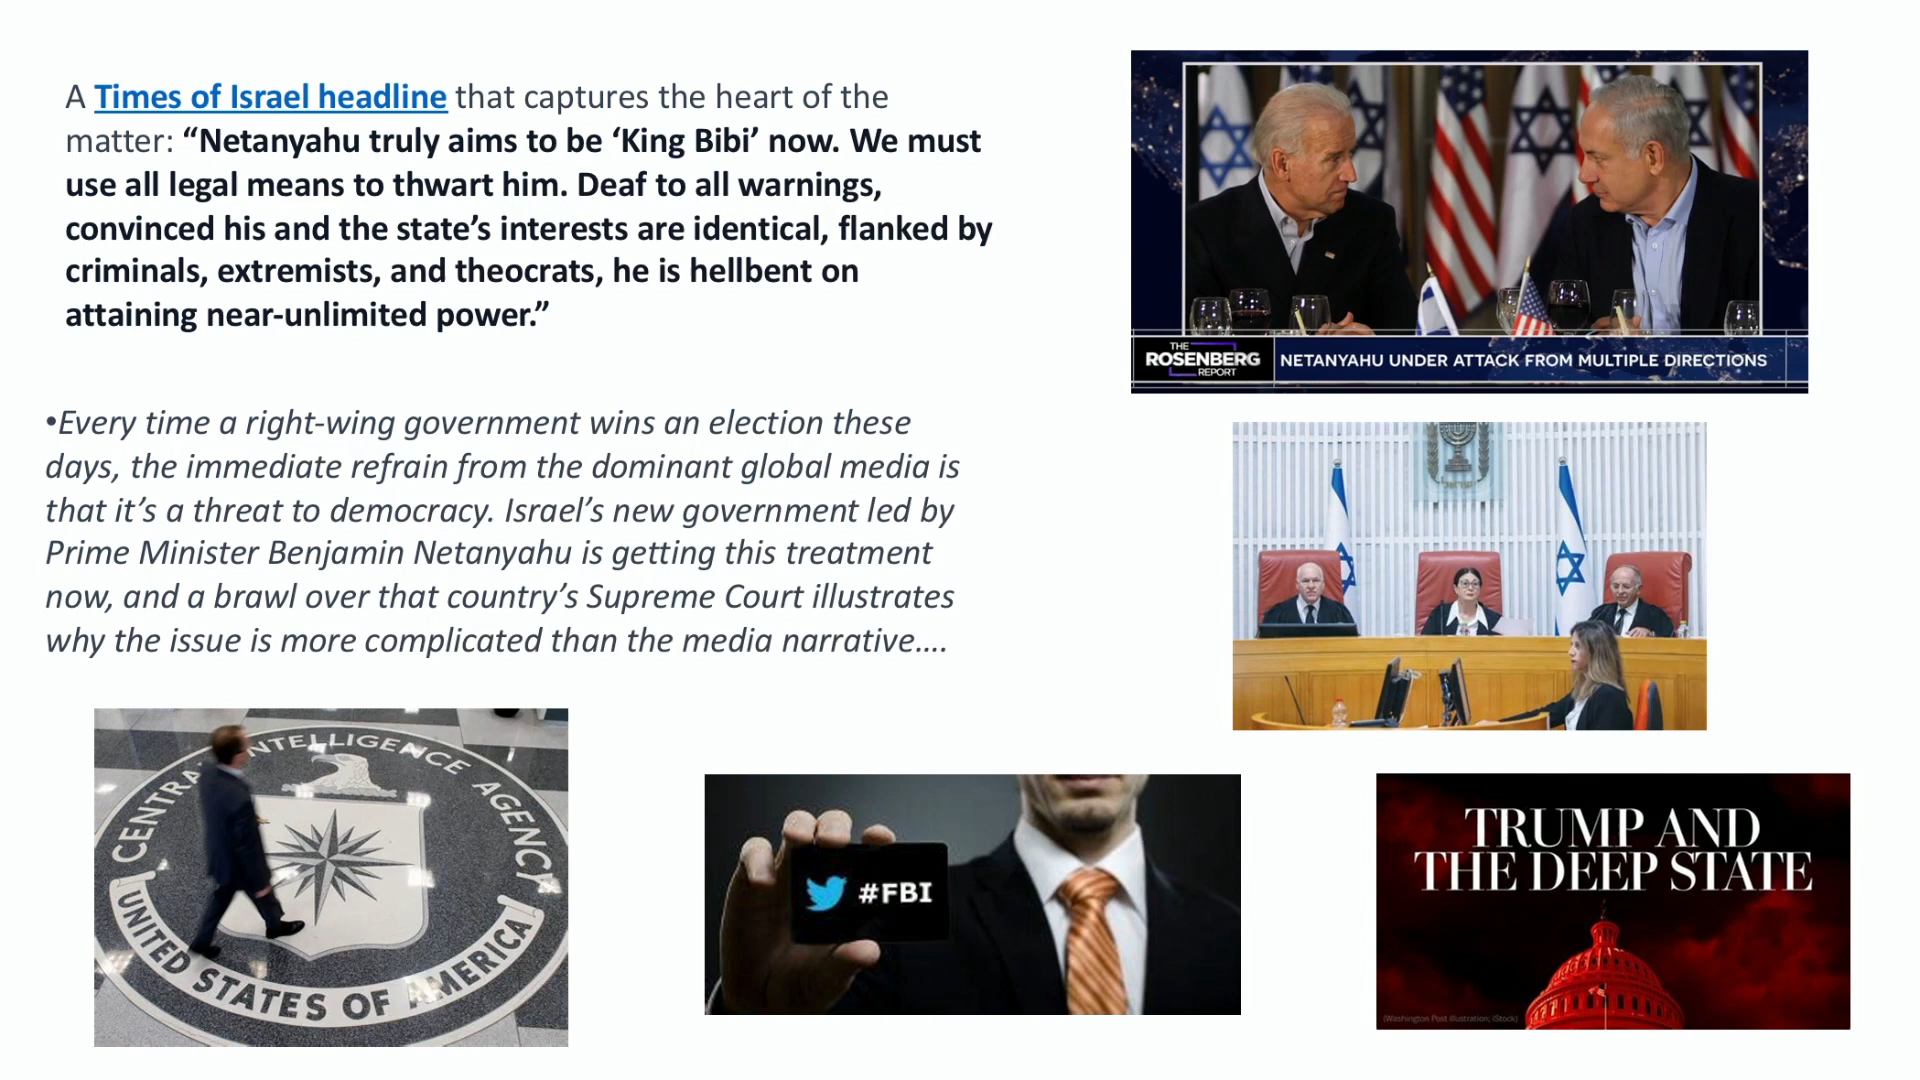 A Times of Israel headline that captures the heart of the
matter: “Netanyahu truly aims to be ‘King Bibi’ now. We must
use all legal means to thwart him. Deaf to all warnings,
convinced his and the state’s interests are identical, flanked by
criminals, extremists, and theocrats, he is hellbent on
attaining near-unlimited power.”
•Every time a right-wing government wins an election these
days, the immediate refrain from the dominant global media is
that it’s a threat to democracy. Israel’s new government led by
Prime Minister Benjamin Netanyahu is getting this treatment
now, and a brawl over that country’s Supreme Court illustrates
why the issue is more complicated than the media narrative….
THE
ROSENBERG
REPORT
NETANYAHU UNDER ATTACK FROM MULTIPLE DIRECTIONS
ישראל
CENTRAL INTELLIGENCE AGENCY
UNITED STATES OF AMERICA
#FBI
TRUMP AND
THE DEEP STATE
(Washington Post illustration; iStock)